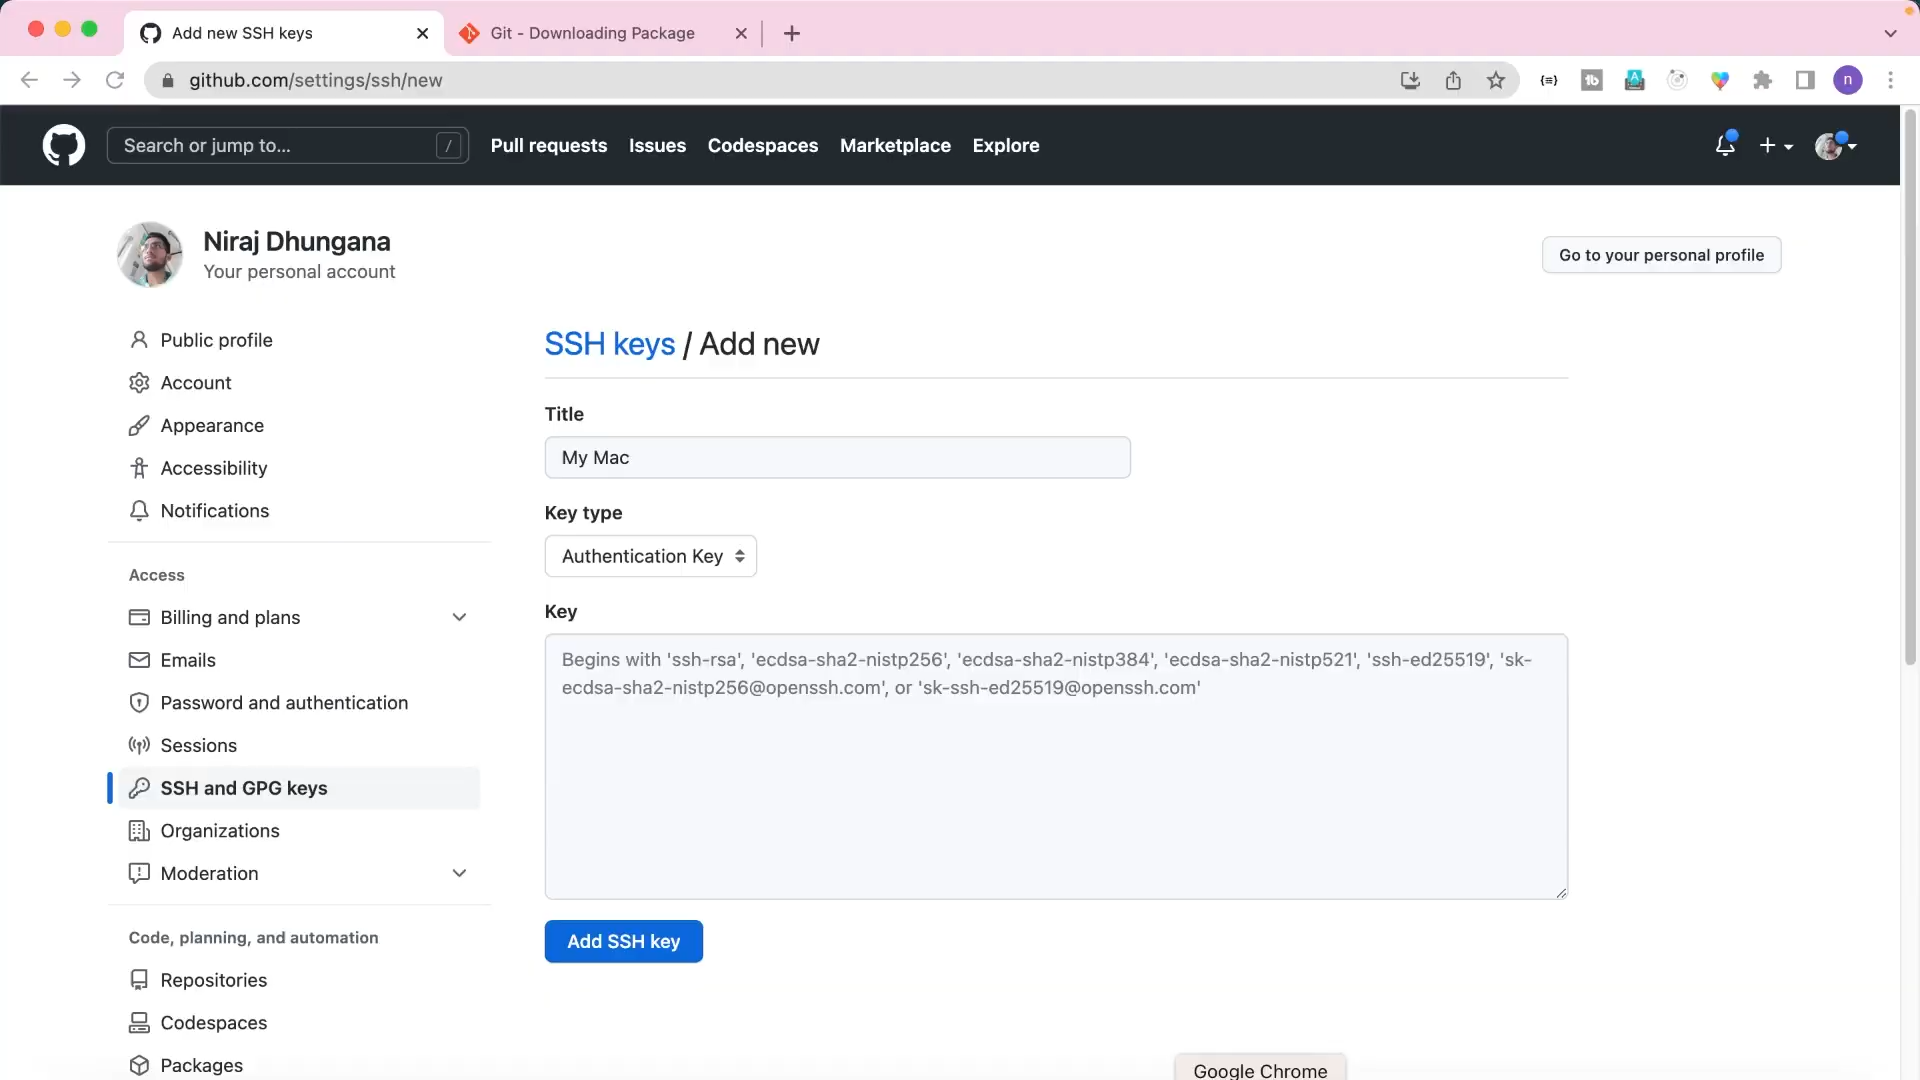 Add new SSH keys
Git - Downloading Package
github.com/settings/ssh/new
n
Search or jump to...
/
Pull requests
Issues
Codespaces
Marketplace
Explore
Niraj Dhungana
Your personal account
Go to your personal profile
Public profile
Account
Appearance
Accessibility
Notifications
Access
Billing and plans
Emails
Password and authentication
Sessions
SSH and GPG keys
Organizations
Moderation
Code, planning, and automation
Repositories
Codespaces
Packages
SSH keys / Add new
Title
My Mac
Key type
Authentication Key
Key
Begins with 'ssh-rsa', 'ecdsa-sha2-nistp256', 'ecdsa-sha2-nistp384', 'ecdsa-sha2-nistp521', 'ssh-ed25519', 'sk-
ecdsa-sha2-nistp256@openssh.com', or 'sk-ssh-ed25519@openssh.com'
Add SSH key
Google Chrome